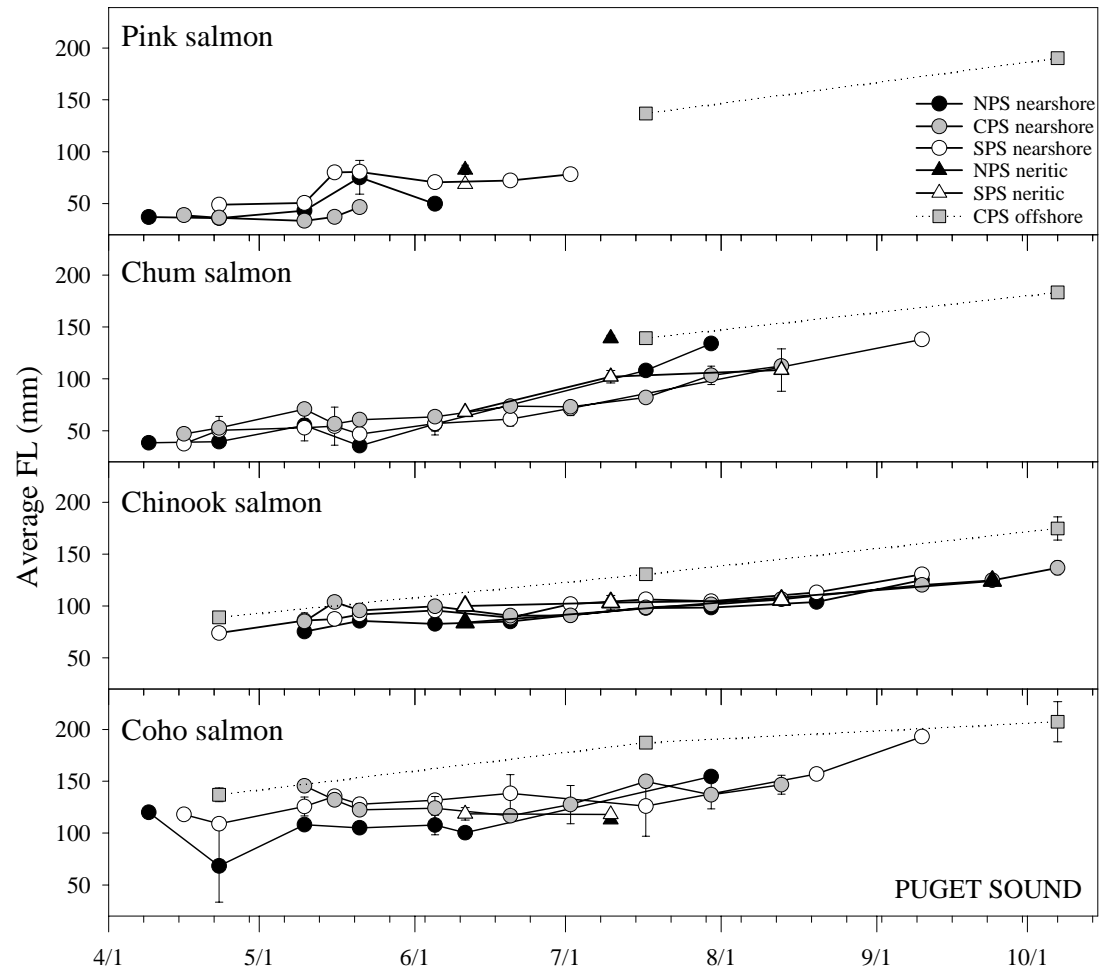 Pink salmon
200
150
100
50
NPS nearshore
CPS nearshore
SPS nearshore
NPS neritic
SPS neritic
CPS offshore
Chum salmon
200
150
100
50
Average FL (mm)
Chinook salmon
200
150
100
50
Coho salmon
200
150
100
50
PUGET SOUND
4/1 5/1 6/1 7/1 8/1 9/1 10/1